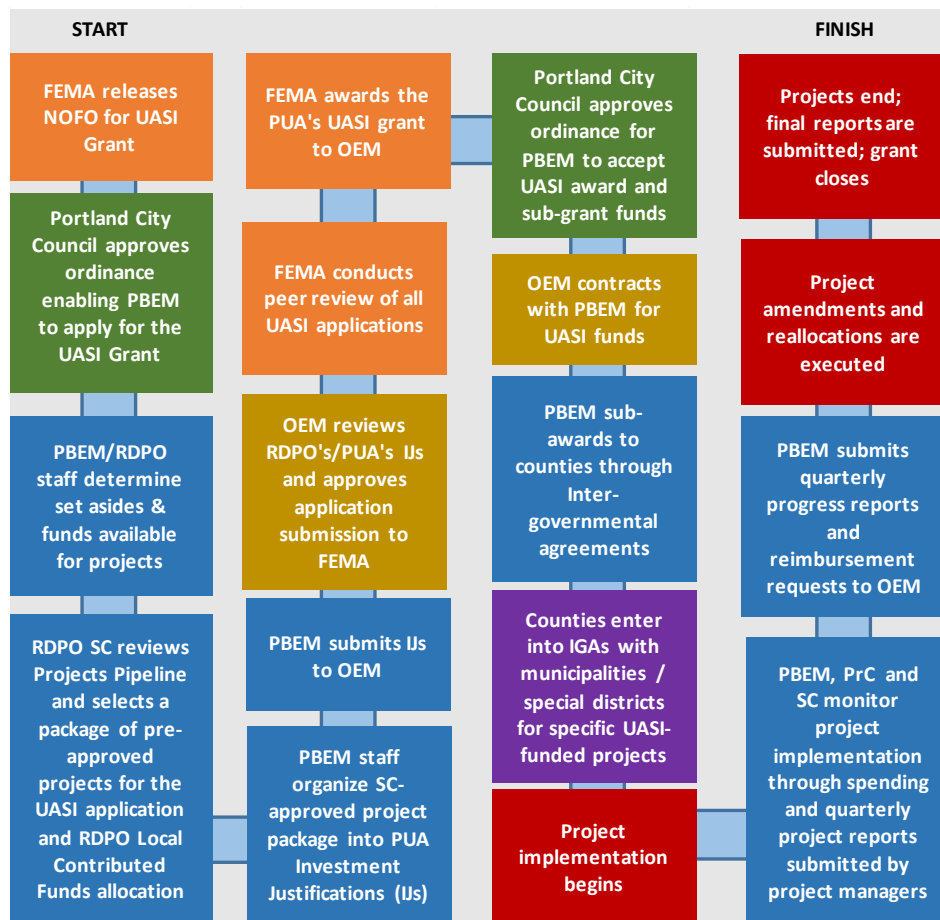 START
FEMA releases
NOFO for UASI
Grant
Portland City
Council approves
ordinance
enabling PBEM
to apply for the
UASI Grant
PBEM/RDPO
staff determine
set asides &
funds available
for projects
RDPO SC reviews
Projects Pipeline
and selects a
package of pre-
approved
projects for the
UASI application
and RDPO Local
Contributed
Funds allocation
PBEM staff
organize SC-
approved project
package into PUA
Investment
Justifications (IJs)
PBEM submits IJs
to OEM
OEM reviews
RDPO's/PUA's IJs
and approves
application
submission to
FEMA
FEMA conducts
peer review of all
UASI applications
FEMA awards the
PUA's UASI grant
to OEM
Portland City
Council approves
ordinance for
PBEM to accept
UASI award and
sub-grant funds
OEM contracts
with PBEM for
UASI funds
PBEM sub-
awards to
counties through
Inter-
governmental
agreements
Counties enter
into IGAs with
municipalities /
special districts
for specific UASI-
funded projects
Project
implementation
begins
PBEM, PrC and
SC monitor
project
implementation
through spending
and quarterly
project reports
submitted by
project managers
PBEM submits
quarterly
progress reports
and
reimbursement
requests to OEM
Project
amendments and
reallocations are
executed
Projects end;
final reports are
submitted; grant
closes
FINISH